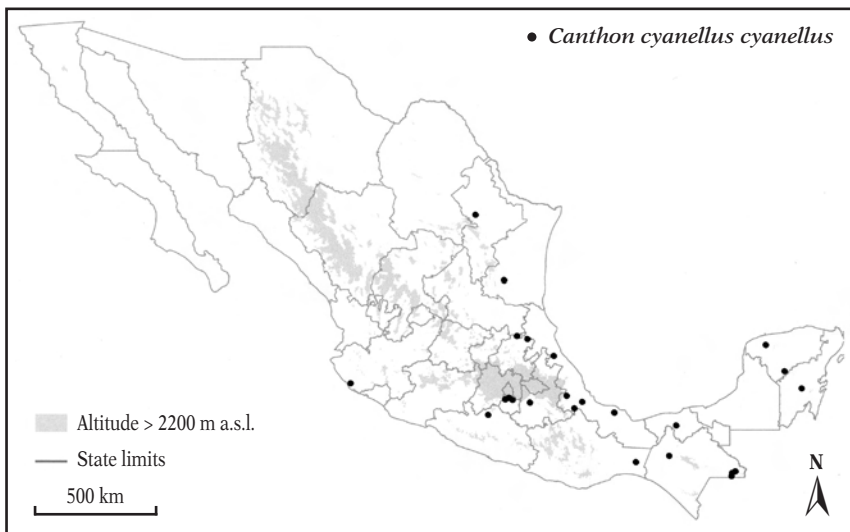 • Canthon cyanellus cyanellus
Altitude > 2200 m a.s.l.
State limits
500 km
N